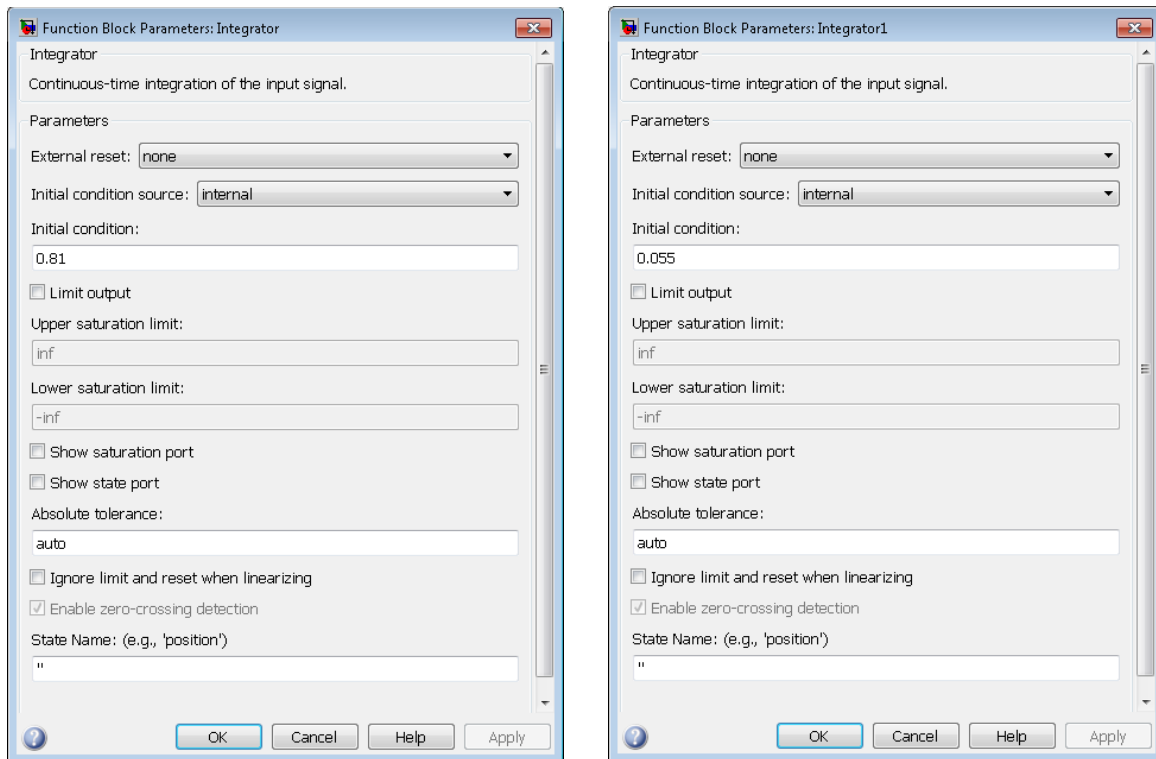 Function Block Parameters: Integrator
Integrator
Continuous-time integration of the input signal.
Parameters
External reset: none
Initial condition source: internal
Initial condition:
0.81
Limit output
Upper saturation limit:
inf
Lower saturation limit:
-inf
Show saturation port
Show state port
Absolute tolerance:
auto
Ignore limit and reset when linearizing
Enable zero-crossing detection
State Name: (e.g., 'position')
''
OK Cancel Help Apply
Function Block Parameters: Integrator1
Integrator
Continuous-time integration of the input signal.
Parameters
External reset: none
Initial condition source: internal
Initial condition:
0.055
Limit output
Upper saturation limit:
inf
Lower saturation limit:
-inf
Show saturation port
Show state port
Absolute tolerance:
auto
Ignore limit and reset when linearizing
Enable zero-crossing detection
State Name: (e.g., 'position')
''
OK Cancel Help Apply